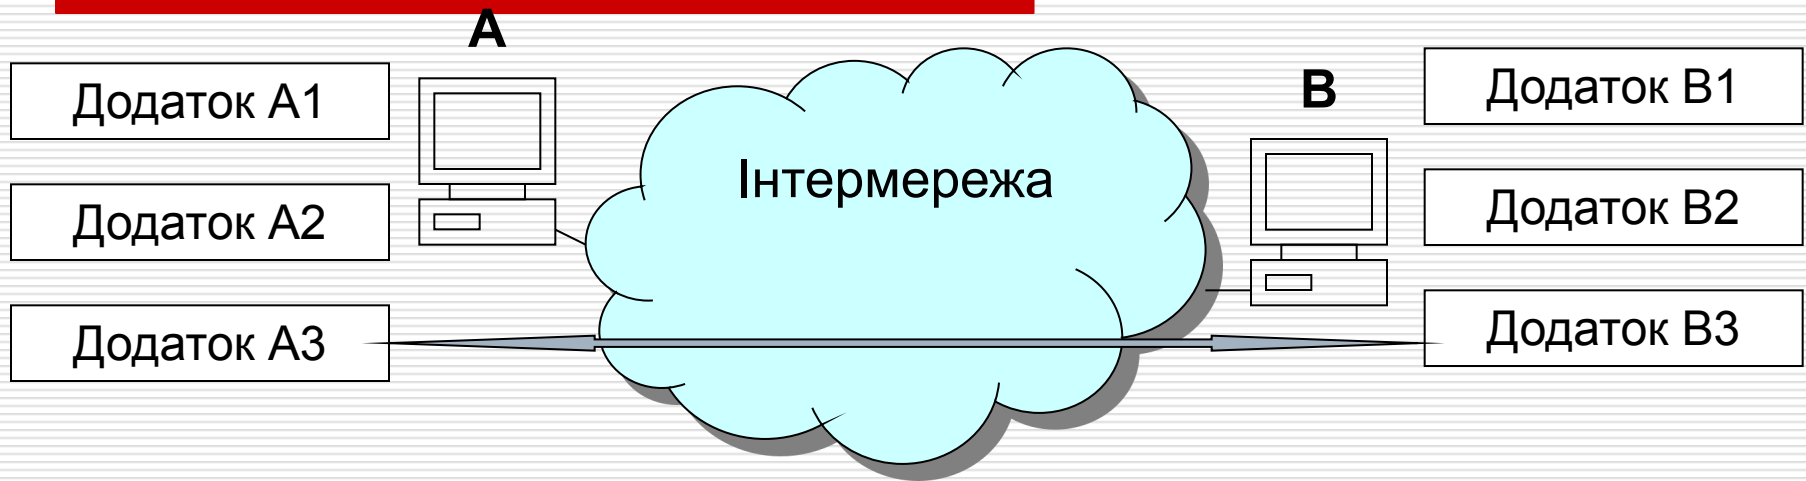 А
Додаток А1
Додаток А2
Додаток А3
Інтермережа
В
Додаток В1
Додаток В2
Додаток В3